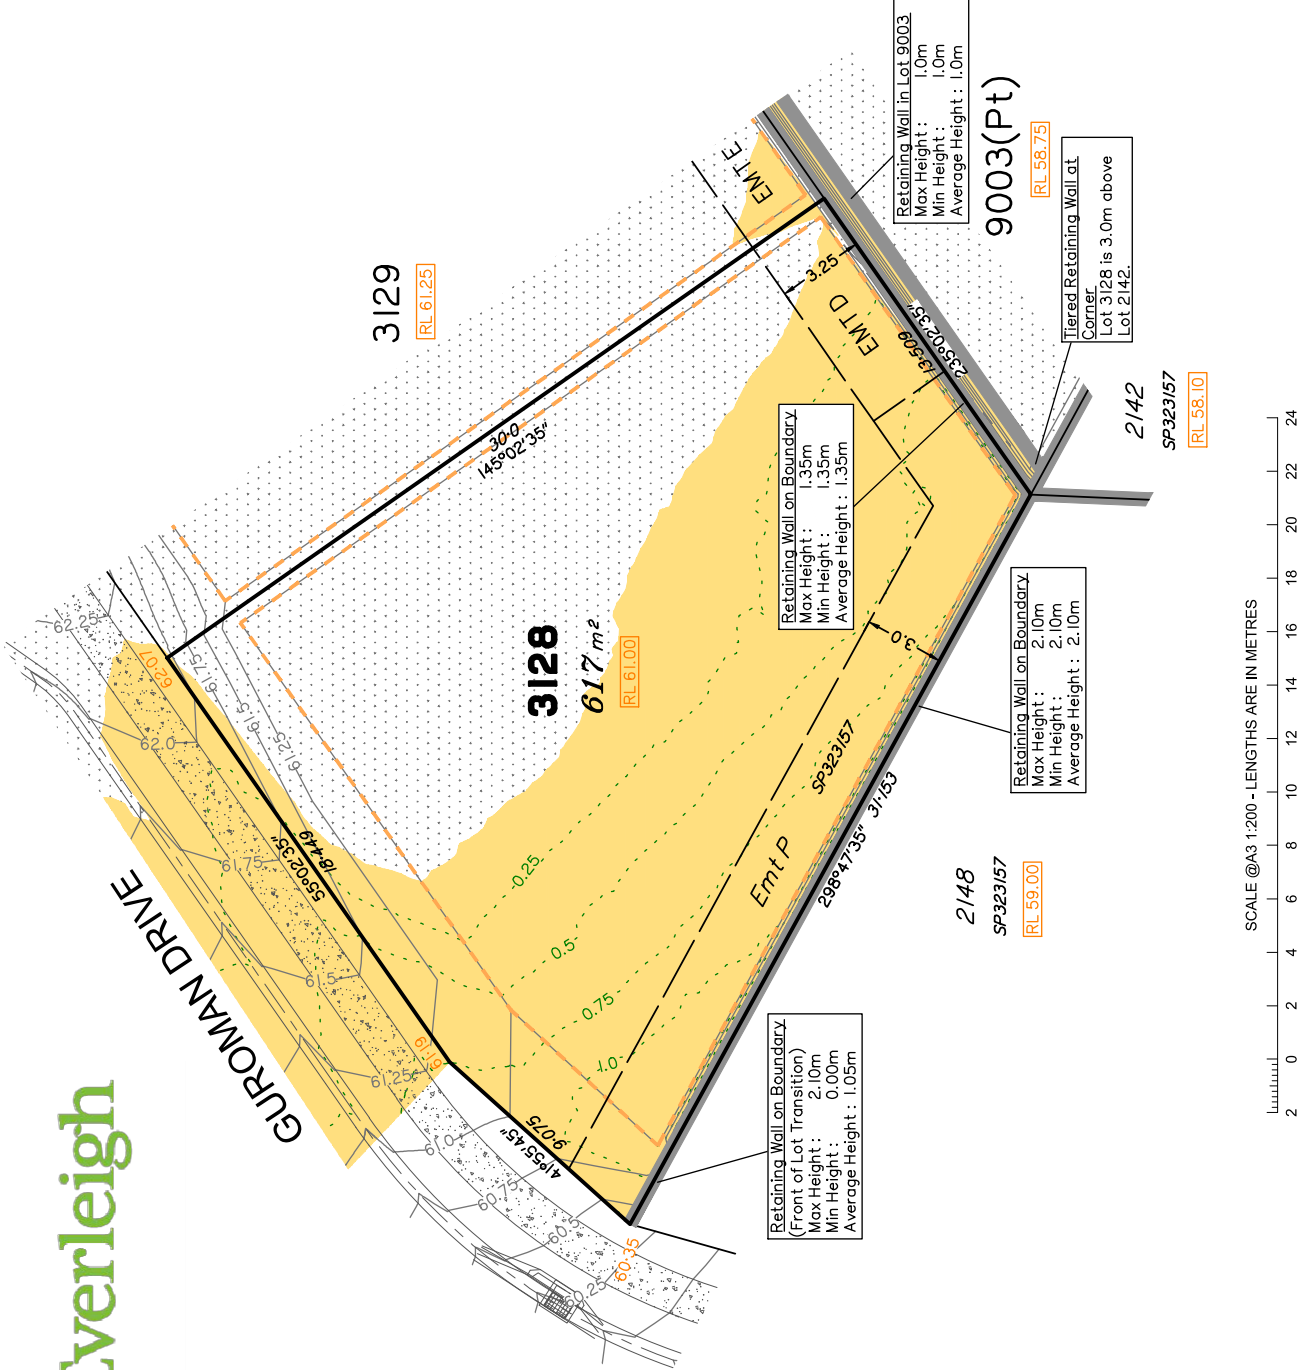 Everleigh
GUROMAN DRIVE
3129
RL 61.25
Retaining Wall in Lot 9003
Max Height : 1.0m
Min Height : 1.0m
Average Height : 1.0m
9003(Pt)
RL 58.75
EMT E
EMT D
3.25
13·509
235°02'35"
Tiered Retaining Wall at
Corner
Lot 3128 is 3.0m above
Lot 2142.
2142
SP323157
RL 58.10
30·0
145°02'35"
Retaining Wall on Boundary
Max Height : 1.35m
Min Height : 1.35m
Average Height : 1.35m
3128
617 m²
RL 61.00
62.25
62·07
61.75
61.5
61.25
62.0
61.75
61.5
61.25
61.0
60.75
60.5
60.25
55°02'35"
18·449
61·19
41°55'45"
9·075
60·35
0.25
0.5
0.75
1.0
3.0
Emt P
SP323157
298°47'35" 31·153
Retaining Wall on Boundary
Max Height : 2.10m
Min Height : 2.10m
Average Height : 2.10m
2148
SP323157
RL 59.00
Retaining Wall on Boundary
(Front of Lot Transition)
Max Height : 2.10m
Min Height : 0.00m
Average Height : 1.05m
SCALE @A3 1:200 - LENGTHS ARE IN METRES
2 0 2 4 6 8 10 12 14 16 18 20 22 24